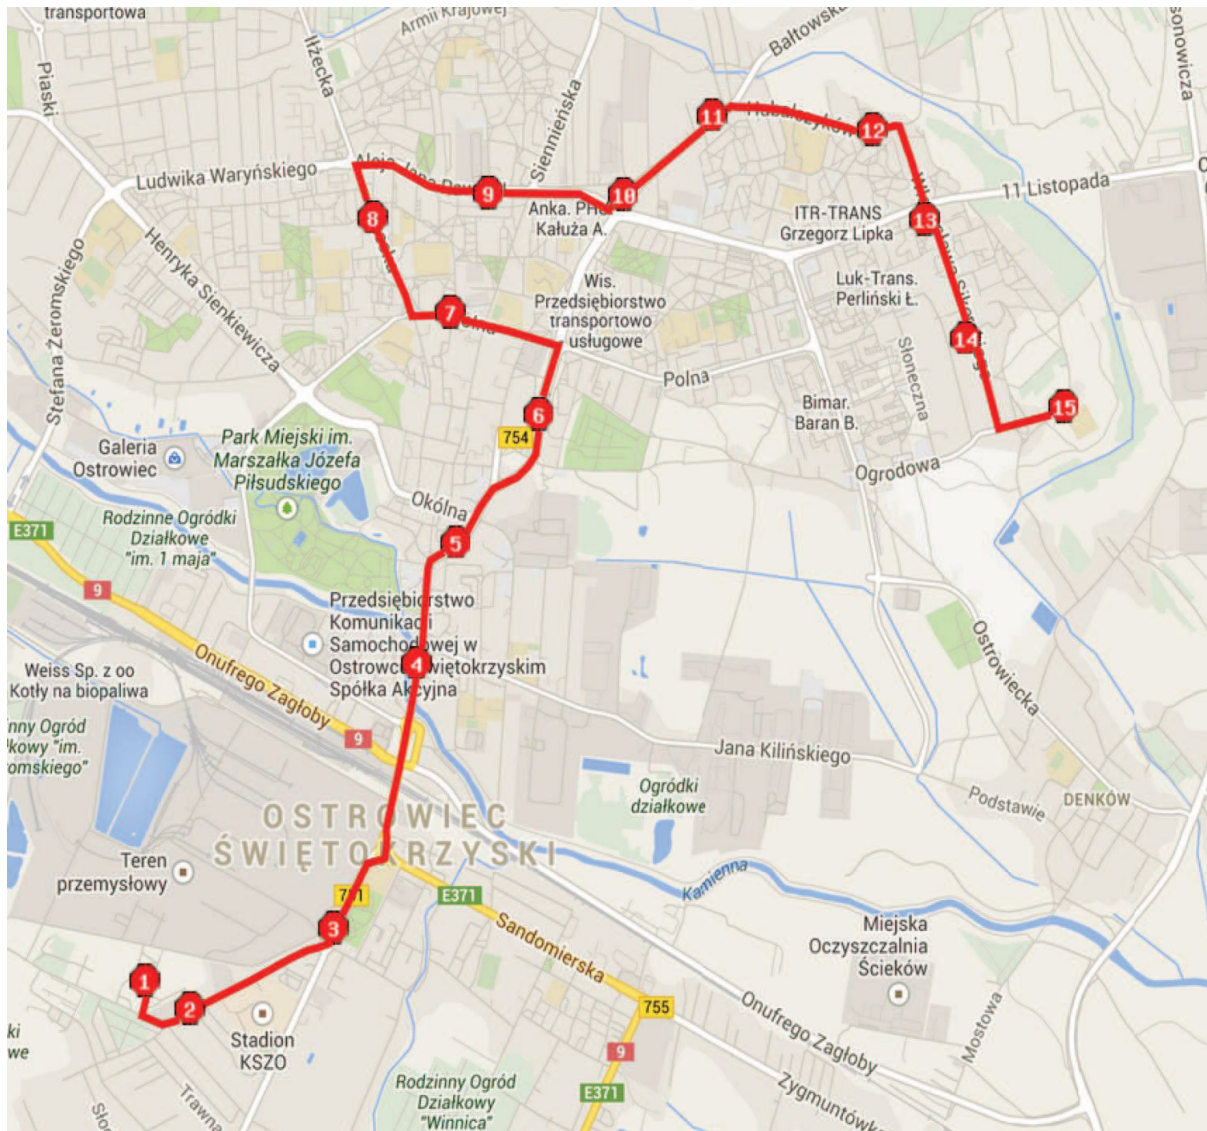 transportowa
Armii Krajowej
Iłżecka
Bałtowska
Piaski
Siennieńska
11
12
Ludwika Waryńskiego
9
10
11 Listopada
Anka. PHU
Kałuża A.
ITR-TRANS
Grzegorz Lipka
13
8
Henryka Sienkiewicza
Stefana Żeromskiego
Wis.
Przedsiębiorstwo
transportowo
usługowe
Luk-Trans.
Perliński Ł.
7
14
Słoneczna
Polna
Bimar.
Baran B.
15
6
754
Park Miejski im.
Marszałka Józefa
Piłsudskiego
Galeria
Ostrowiec
Okólna
Ogrodowa
E371
Rodzinne Ogródki
Działkowe
"im. 1 maja"
5
9
Przedsiębiorstwo
Komunikacji
Samochodowej w
Spółka Akcyjna
4
Ostrowiecka
Weiss Sp. z oo
Kotły na biopaliwa
Onufrego Zagłoby
9
Jana Kilińskiego
Ogródki
działkowe
Podstawie
DENKÓW
OSTROWIEC
ŚWIĘTOKRZYSKI
Teren
przemysłowy
Kamienna
E371
Sandomierska
3
Miejska
Oczyszczalnia
Ścieków
1
2
Stadion
KSZO
755
Onufrego Zagłoby
Mostowa
9
E371
Zygmuntówka
Rodzinny Ogród
Działkowy
"Winnica"
Trawna